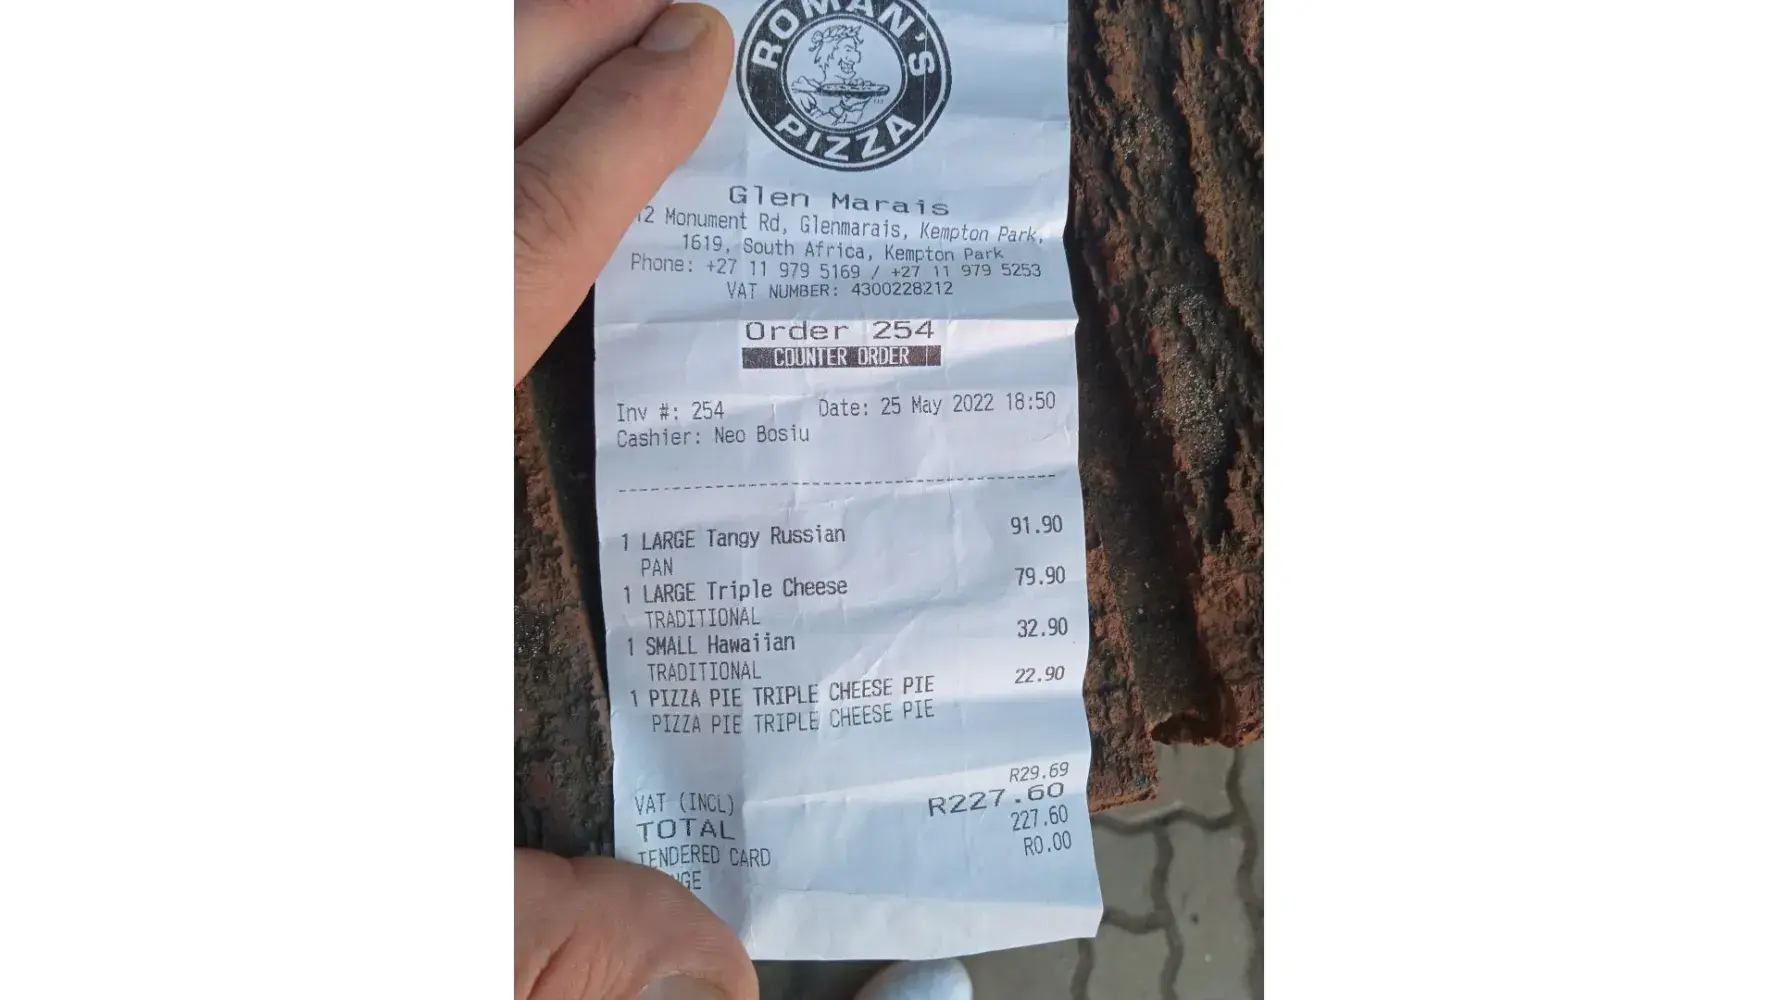 ROMAN'S
PIZZA
Glen Marais
12 Monument Rd, Glenmarais, Kempton Park,
1619, South Africa, Kempton Park
Phone: +27 11 979 5169 / +27 11 979 5253
VAT NUMBER: 4300228212
Order 254
COUNTER ORDER
Inv #: 254 Date: 25 May 2022 18:50
Cashier: Neo Bosiu
1 LARGE Tangy Russian 91.90
PAN
1 LARGE Triple Cheese 79.90
TRADITIONAL
1 SMALL Hawaiian 32.90
TRADITIONAL
1 PIZZA PIE TRIPLE CHEESE PIE 22.90
PIZZA PIE TRIPLE CHEESE PIE
VAT (INCL) R29.69
TOTAL R227.60
TENDERED CARD 227.60
NGE R0.00